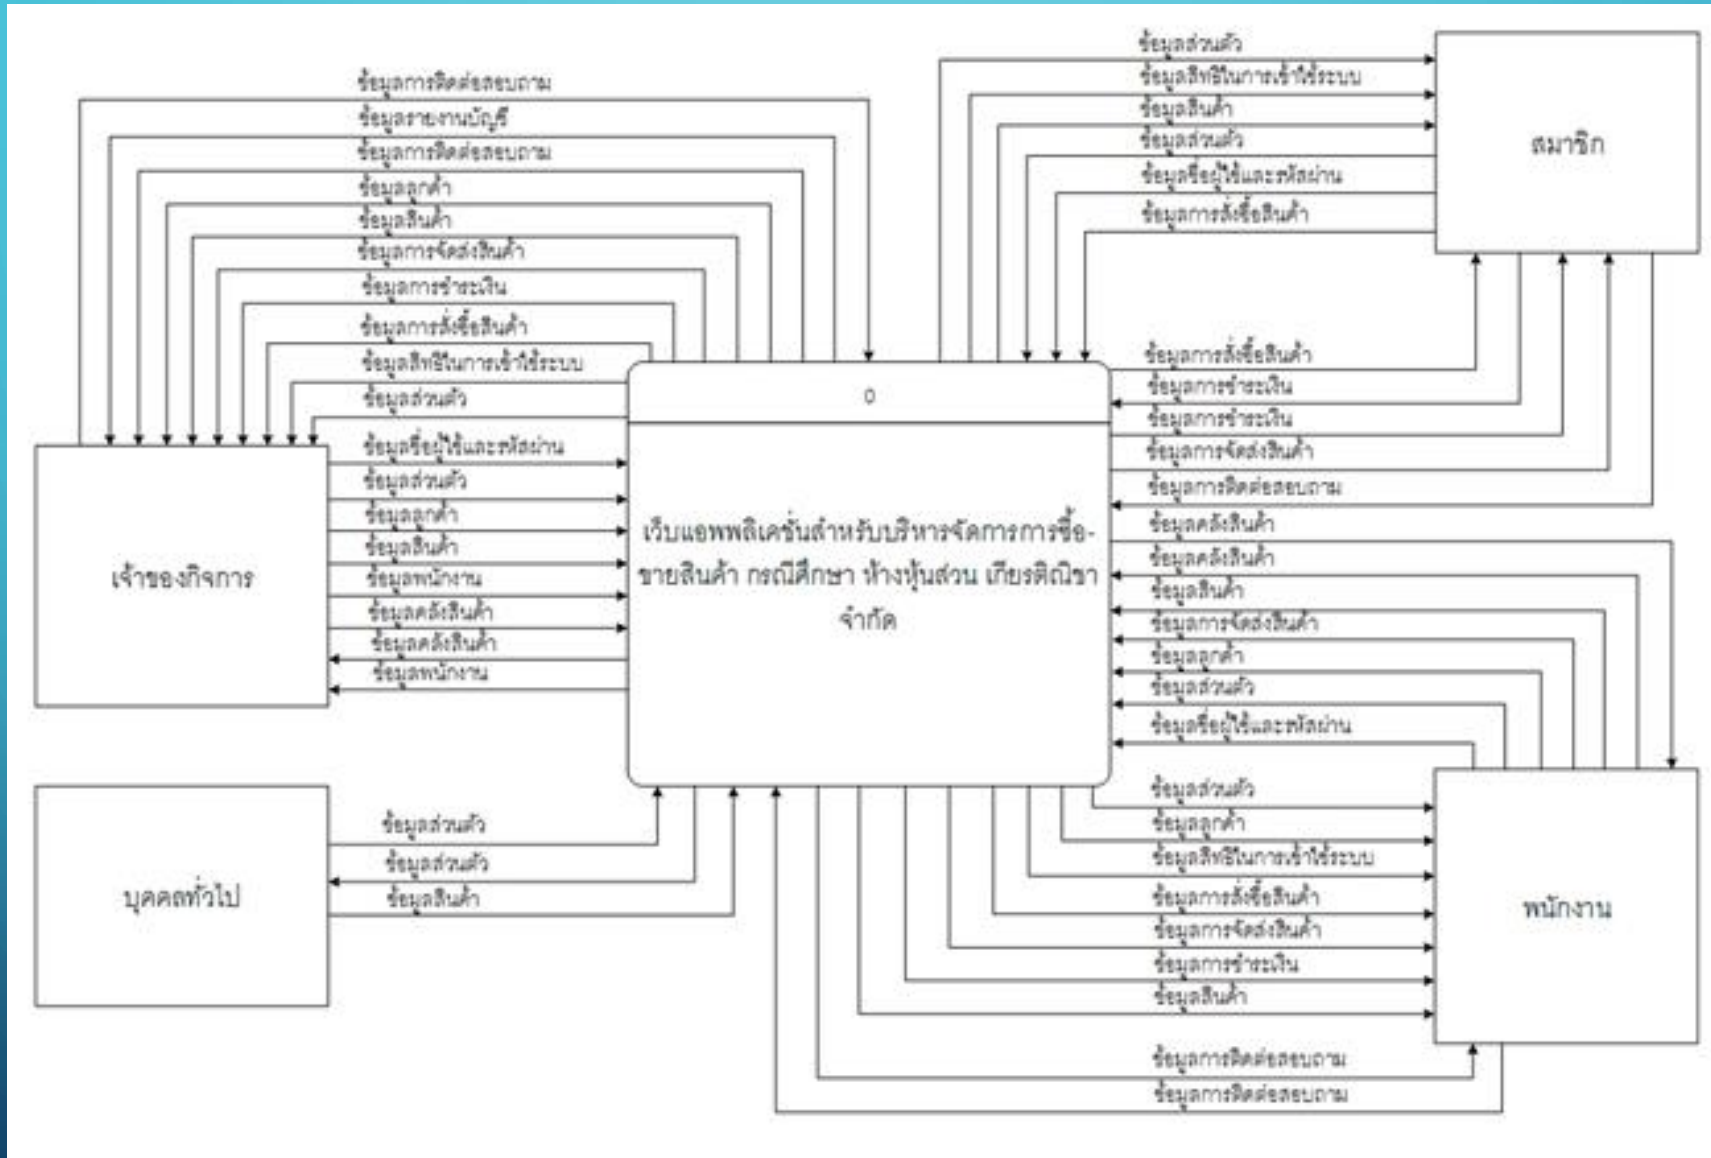 ข้อมูลการติดต่อสอบถาม
ข้อมูลรายงานบัญชี
ข้อมูลการติดต่อสอบถาม
ข้อมูลลูกค้า
ข้อมูลสินค้า
ข้อมูลการจัดส่งสินค้า
ข้อมูลการชำระเงิน
ข้อมูลการสั่งซื้อสินค้า
ข้อมูลสิทธิในการเข้าใช้ระบบ
ข้อมูลส่วนตัว
ข้อมูลชื่อผู้ใช้และรหัสผ่าน
ข้อมูลส่วนตัว
ข้อมูลลูกค้า
ข้อมูลสินค้า
ข้อมูลพนักงาน
ข้อมูลคลังสินค้า
ข้อมูลคลังสินค้า
ข้อมูลพนักงาน
เจ้าของกิจการ
บุคคลทั่วไป
ข้อมูลส่วนตัว
ข้อมูลส่วนตัว
ข้อมูลสินค้า
0
เว็บแอพพลิเคชั่นสำหรับบริหารจัดการการซื้อ-
ขายสินค้า กรณีศึกษา ห้างหุ้นส่วน เกียรติณิชา
จำกัด
ข้อมูลส่วนตัว
ข้อมูลสิทธิในการเข้าใช้ระบบ
ข้อมูลสินค้า
ข้อมูลส่วนตัว
ข้อมูลชื่อผู้ใช้และรหัสผ่าน
ข้อมูลการสั่งซื้อสินค้า
สมาชิก
ข้อมูลการสั่งซื้อสินค้า
ข้อมูลการชำระเงิน
ข้อมูลการชำระเงิน
ข้อมูลการจัดส่งสินค้า
ข้อมูลการติดต่อสอบถาม
ข้อมูลคลังสินค้า
ข้อมูลคลังสินค้า
ข้อมูลสินค้า
ข้อมูลการจัดส่งสินค้า
ข้อมูลลูกค้า
ข้อมูลส่วนตัว
ข้อมูลชื่อผู้ใช้และรหัสผ่าน
ข้อมูลส่วนตัว
ข้อมูลลูกค้า
ข้อมูลสิทธิในการเข้าใช้ระบบ
ข้อมูลการสั่งซื้อสินค้า
ข้อมูลการจัดส่งสินค้า
ข้อมูลการชำระเงิน
ข้อมูลสินค้า
พนักงาน
ข้อมูลการติดต่อสอบถาม
ข้อมูลการติดต่อสอบถาม